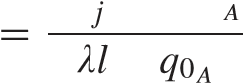 = j A
λl q0A